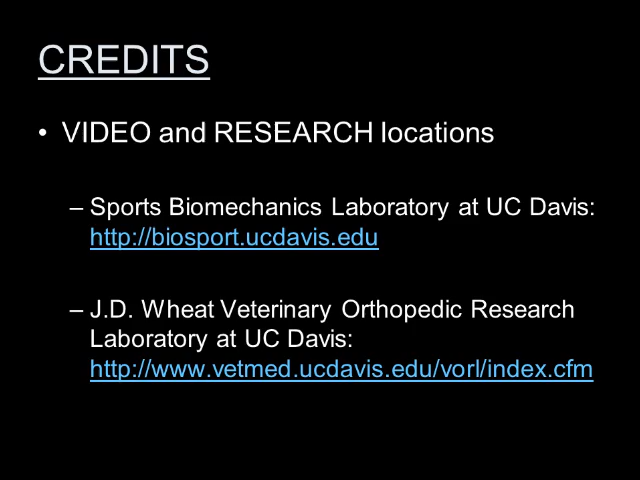 CREDITS
• VIDEO and RESEARCH locations
– Sports Biomechanics Laboratory at UC Davis:
http://biosport.ucdavis.edu
– J.D. Wheat Veterinary Orthopedic Research
Laboratory at UC Davis:
http://www.vetmed.ucdavis.edu/vorl/index.cfm